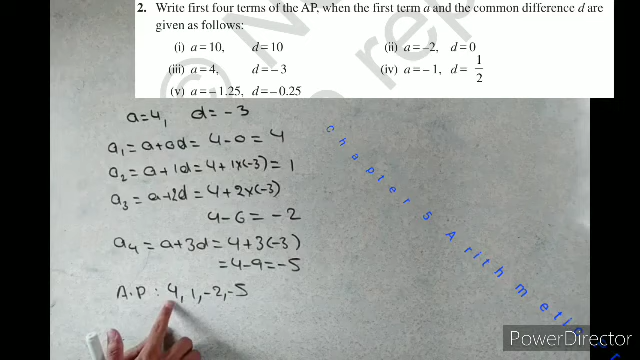 2. Write first four terms of the AP, when the first term a and the common difference d are
given as follows:
(i) a = 10, d = 10
(ii) a = –2, d = 0
(iii) a = 4, d = – 3
(iv) a = – 1, d = 1/2
(v) a = – 1.25, d = – 0.25
a=4, d= -3
a₁ = a+0d = 4-0 = 4
a₂ = a+1d = 4+1×(-3) = 1
a₃ = a+2d = 4+2×(-3)
4-6 = -2
a₄ = a+3d = 4+3(-3)
= 4-9 = -5
A.P : 4, 1, -2, -5
chapter 5 Arithmetic
PowerDirector